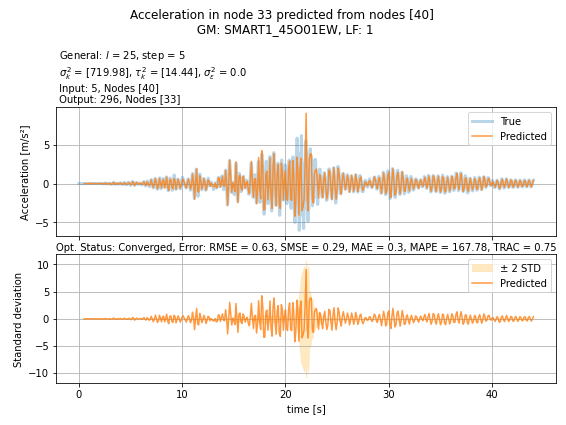 Acceleration in node 33 predicted from nodes [40]
GM: SMART1_45O01EW, LF: 1
General: l = 25, step = 5
σ²ₖ = [719.98], τ²ₖ = [14.44], σ²ε = 0.0
Input: 5, Nodes [40]
Output: 296, Nodes [33]
True
Predicted
Acceleration [m/s²]
5
0
−5
Opt. Status: Converged, Error: RMSE = 0.63, SMSE = 0.29, MAE = 0.3, MAPE = 167.78, TRAC = 0.75
± 2 STD
Predicted
Standard deviation
10
5
0
−5
−10
0 10 20 30 40
time [s]